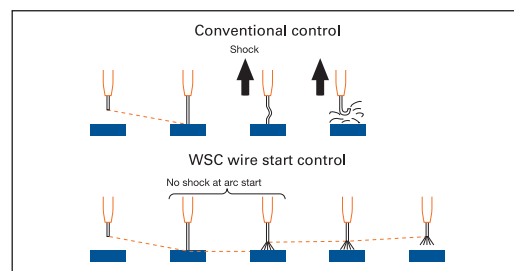 Conventional control
Shock
WSC wire start control
No shock at arc start